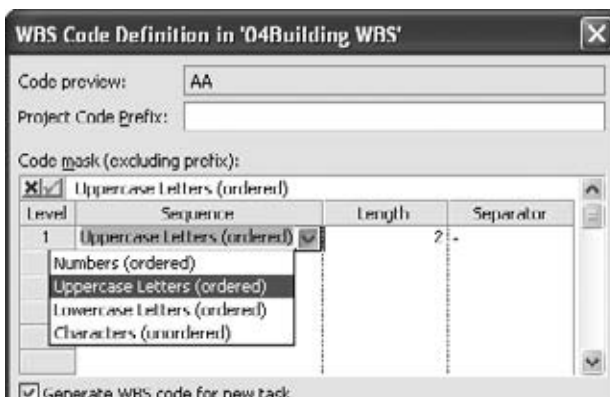 WBS Code Definition in '04Building WBS'
Code preview: AA
Project Code Prefix:
Code mask (excluding prefix):
Uppercase Letters (ordered)
Level Sequence Length Separator
1 Uppercase Letters (ordered) 2 -
Numbers (ordered)
Uppercase Letters (ordered)
Lowercase Letters (ordered)
Characters (unordered)
Generate WBS code for new task